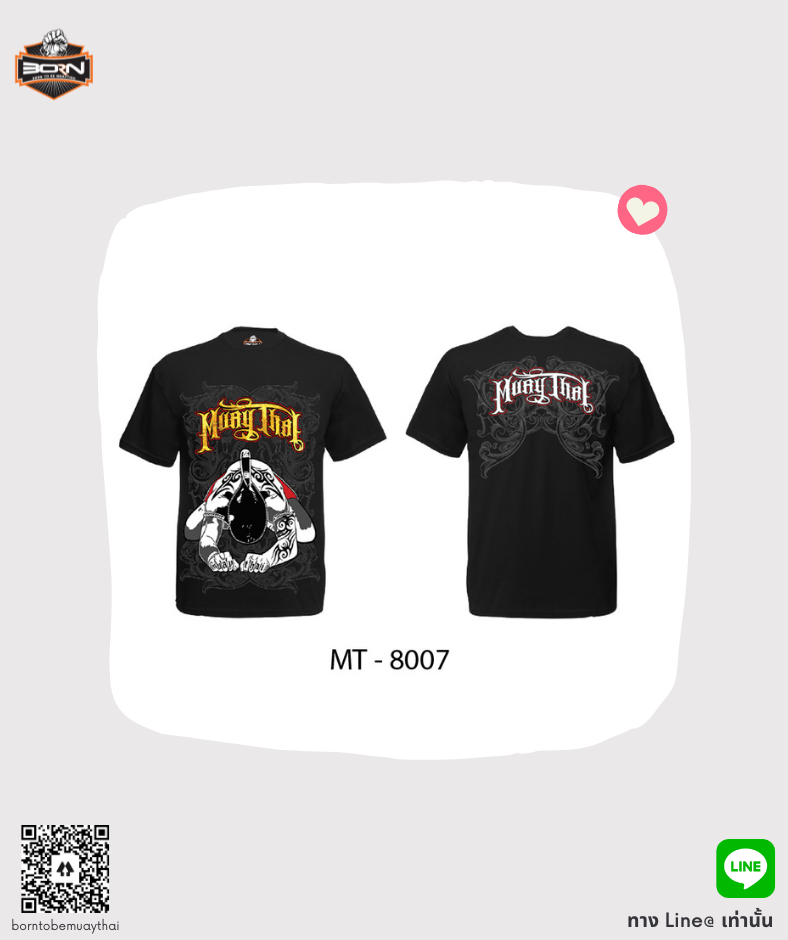 BORN
BORN TO BE MUAYTHAI
MUAY THAI
MUAY THAI
MT - 8007
borntobemuaythai
LINE
ทาง Line@ เท่านั้น